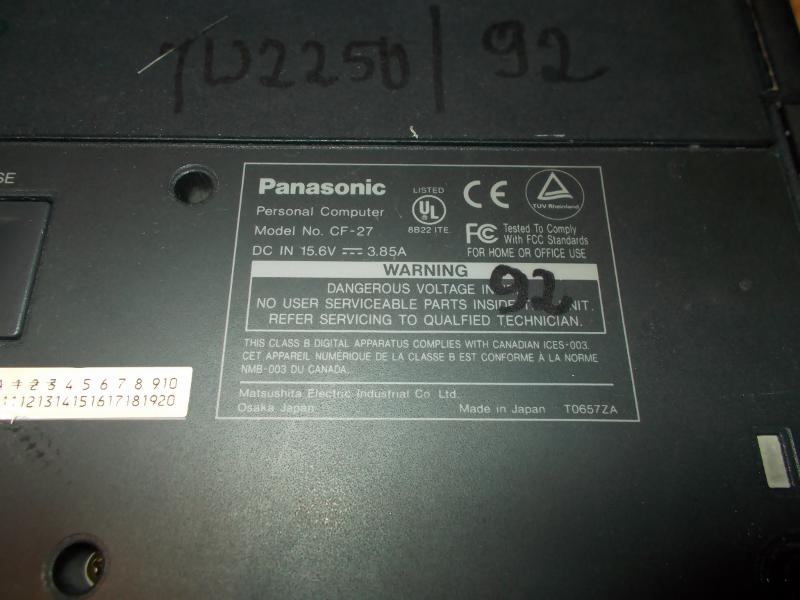 TW2250/92
SE
Panasonic
Personal Computer
Model No. CF-27
DC IN 15.6V 3.85A
LISTED
UL
8B22 ITE.
CE
TÜV Rheinland
FC Tested To Comply
With FCC Standards
FOR HOME OR OFFICE USE
WARNING
DANGEROUS VOLTAGE IN
92
NO USER SERVICEABLE PARTS INSIDE UNIT.
REFER SERVICING TO QUALFIED TECHNICIAN.
THIS CLASS B DIGITAL APPARATUS COMPLIES WITH CANADIAN ICES-003.
CET APPAREIL NUMÉRIQUE DE LA CLASSE B EST CONFORME À LA NORME
NMB-003 DU CANADA.
Matsushita Electric Industrial Co. Ltd.
Osaka Japan Made in Japan T0657ZA
A 1 2 3 4 5 6 7 8 9 10
11 12 13 14 15 16 17 18 19 20